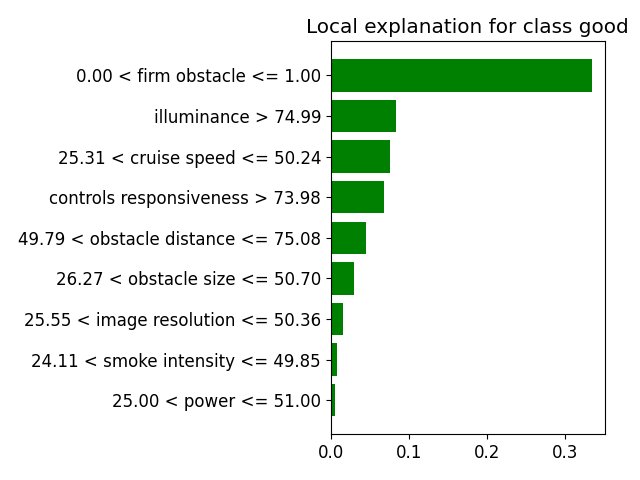 Local explanation for class good
0.00 < firm obstacle <= 1.00
illuminance > 74.99
25.31 < cruise speed <= 50.24
controls responsiveness > 73.98
49.79 < obstacle distance <= 75.08
26.27 < obstacle size <= 50.70
25.55 < image resolution <= 50.36
24.11 < smoke intensity <= 49.85
25.00 < power <= 51.00
0.0 0.1 0.2 0.3